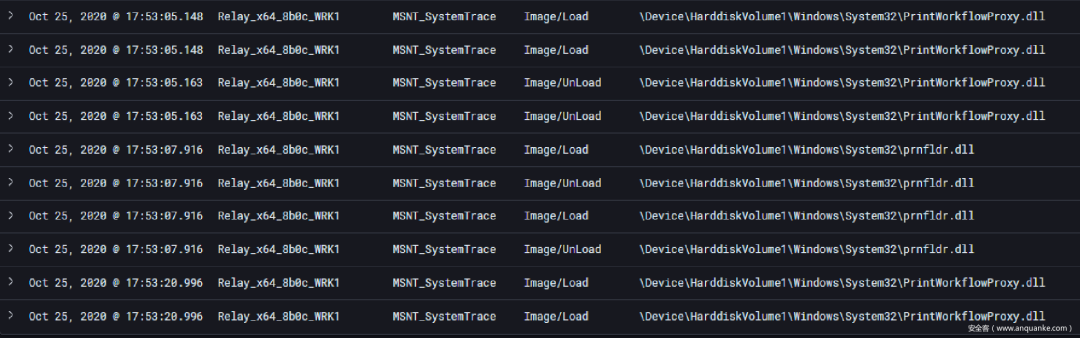 Oct 25, 2020 @ 17:53:05.148 Relay_x64_8b0c_WRK1 MSNT_SystemTrace Image/Load \Device\HarddiskVolume1\Windows\System32\PrintWorkflowProxy.dll
Oct 25, 2020 @ 17:53:05.148 Relay_x64_8b0c_WRK1 MSNT_SystemTrace Image/Load \Device\HarddiskVolume1\Windows\System32\PrintWorkflowProxy.dll
Oct 25, 2020 @ 17:53:05.163 Relay_x64_8b0c_WRK1 MSNT_SystemTrace Image/UnLoad \Device\HarddiskVolume1\Windows\System32\PrintWorkflowProxy.dll
Oct 25, 2020 @ 17:53:05.163 Relay_x64_8b0c_WRK1 MSNT_SystemTrace Image/UnLoad \Device\HarddiskVolume1\Windows\System32\PrintWorkflowProxy.dll
Oct 25, 2020 @ 17:53:07.916 Relay_x64_8b0c_WRK1 MSNT_SystemTrace Image/Load \Device\HarddiskVolume1\Windows\System32\prnfldr.dll
Oct 25, 2020 @ 17:53:07.916 Relay_x64_8b0c_WRK1 MSNT_SystemTrace Image/UnLoad \Device\HarddiskVolume1\Windows\System32\prnfldr.dll
Oct 25, 2020 @ 17:53:07.916 Relay_x64_8b0c_WRK1 MSNT_SystemTrace Image/Load \Device\HarddiskVolume1\Windows\System32\prnfldr.dll
Oct 25, 2020 @ 17:53:07.916 Relay_x64_8b0c_WRK1 MSNT_SystemTrace Image/UnLoad \Device\HarddiskVolume1\Windows\System32\prnfldr.dll
Oct 25, 2020 @ 17:53:20.996 Relay_x64_8b0c_WRK1 MSNT_SystemTrace Image/Load \Device\HarddiskVolume1\Windows\System32\PrintWorkflowProxy.dll
Oct 25, 2020 @ 17:53:20.996 Relay_x64_8b0c_WRK1 MSNT_SystemTrace Image/Load \Device\HarddiskVolume1\Windows\System32\PrintWorkflowProxy.dll
安全客（www.anquanke.com）